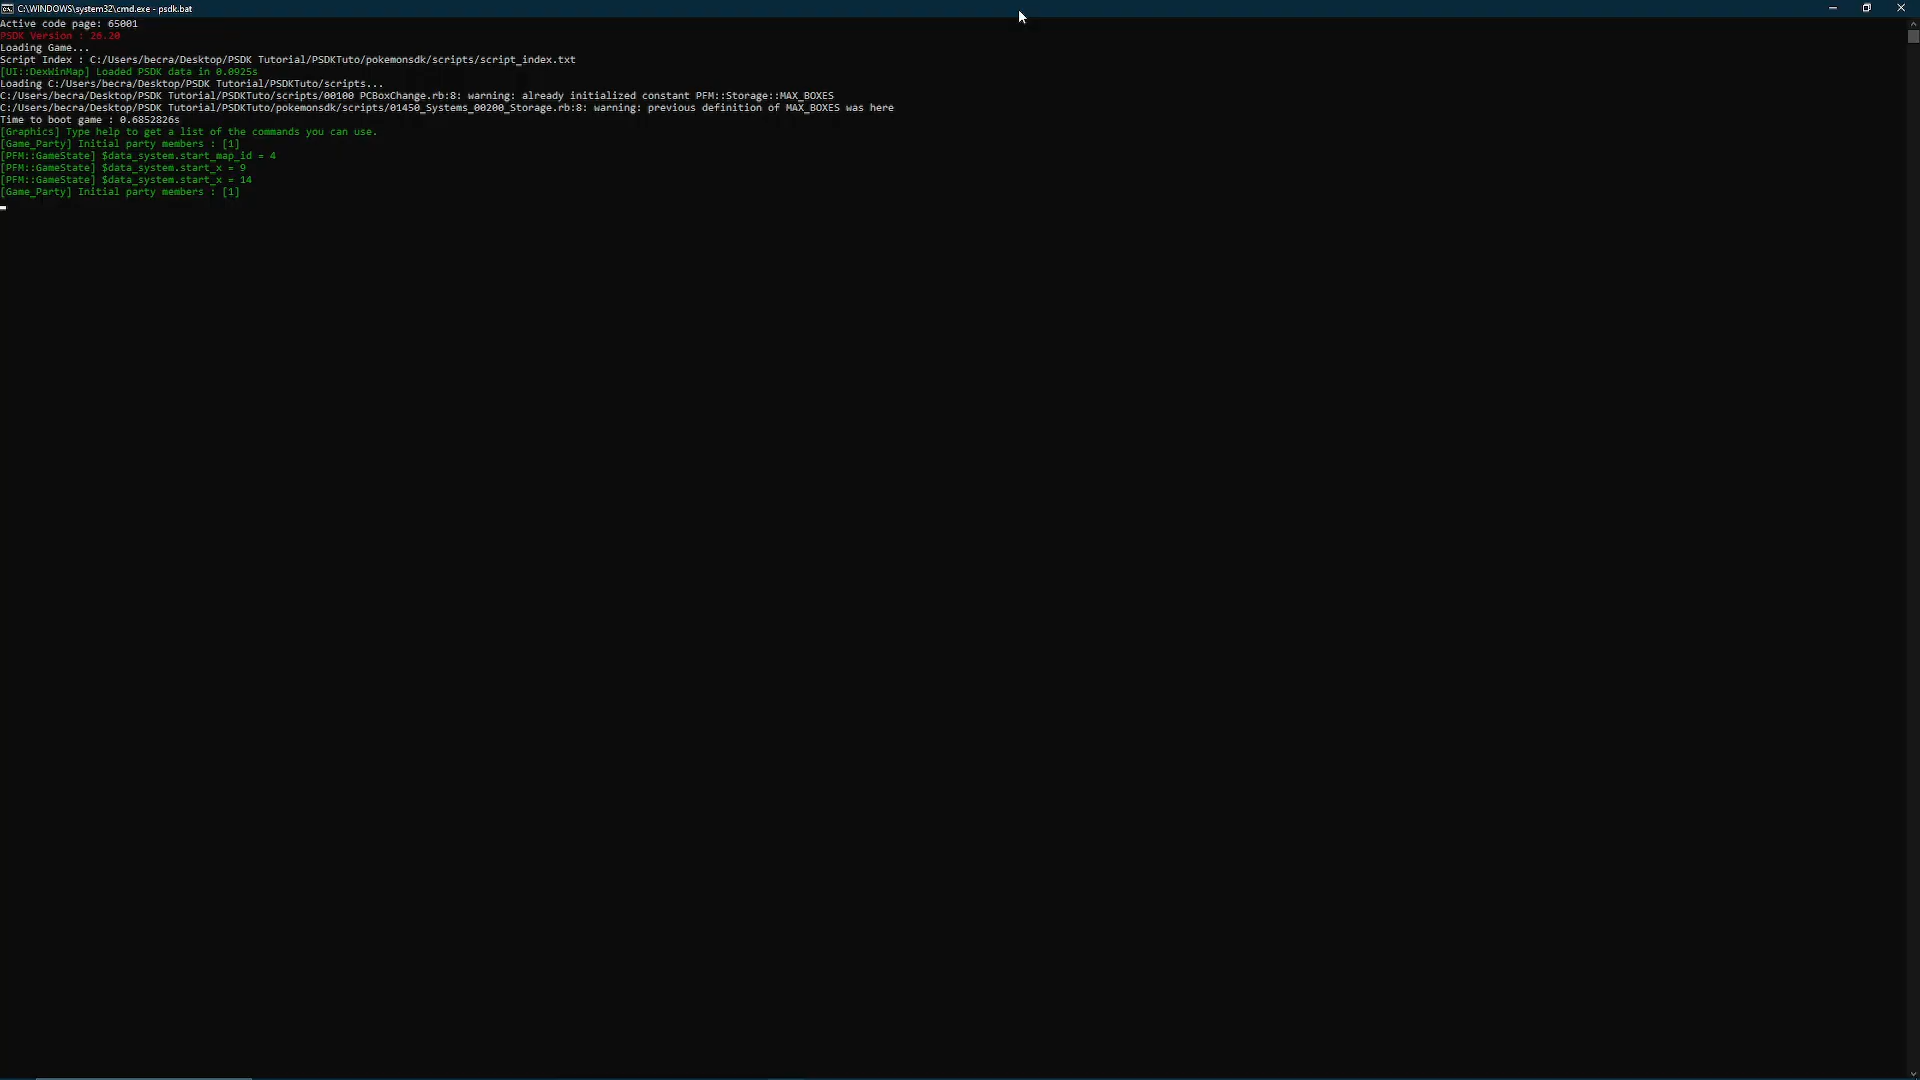 C:\WINDOWS\system32\cmd.exe - psdk.bat
Active code page: 65001
PSDK Version : 26.20
Loading Game...
Script Index : C:/Users/becra/Desktop/PSDK Tutorial/PSDKTuto/pokemonsdk/scripts/script_index.txt
[UI::DexWinMap] Loaded PSDK data in 0.0925s
Loading C:/Users/becra/Desktop/PSDK Tutorial/PSDKTuto/scripts...
C:/Users/becra/Desktop/PSDK Tutorial/PSDKTuto/scripts/00100 PCBoxChange.rb:8: warning: already initialized constant PFM::Storage::MAX_BOXES
C:/Users/becra/Desktop/PSDK Tutorial/PSDKTuto/pokemonsdk/scripts/01450_Systems_00200_Storage.rb:8: warning: previous definition of MAX_BOXES was here
Time to boot game : 0.6852826s
[Graphics] Type help to get a list of the commands you can use.
[Game_Party] Initial party members : [1]
[PFM::GameState] $data_system.start_map_id = 4
[PFM::GameState] $data_system.start_x = 9
[PFM::GameState] $data_system.start_x = 14
[Game_Party] Initial party members : [1]